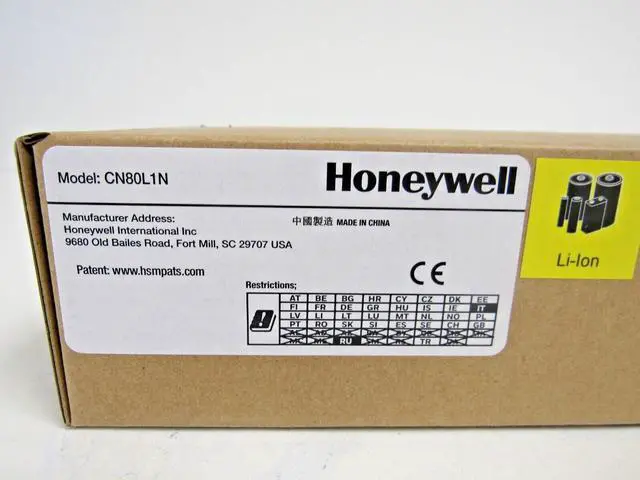 Model: CN80L1N
Honeywell
Manufacturer Address:
Honeywell International Inc
9680 Old Bailes Road, Fort Mill, SC 29707 USA
中國製造 MADE IN CHINA
Patent: www.hsmpats.com
CE
Restrictions;
AT BE BG HR CY CZ DK EE
FI FR DE GR HU IS IE IT
LV LI LT LU MT NL NO PL
PT RO SK SI ES SE CH GB
RU TR
Li-Ion